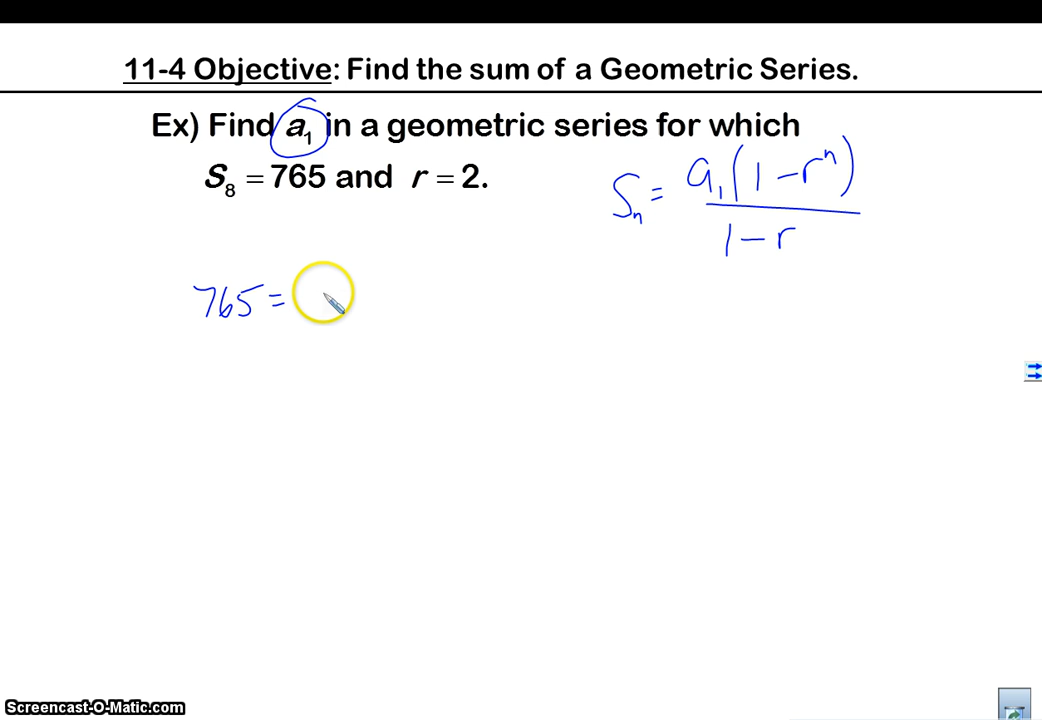 11-4 Objective: Find the sum of a Geometric Series.
Ex) Find a₁ in a geometric series for which
S₈ = 765 and r = 2.
Sₙ = a₁(1 - rⁿ) / 1 - r
765 =
Screencast-O-Matic.com